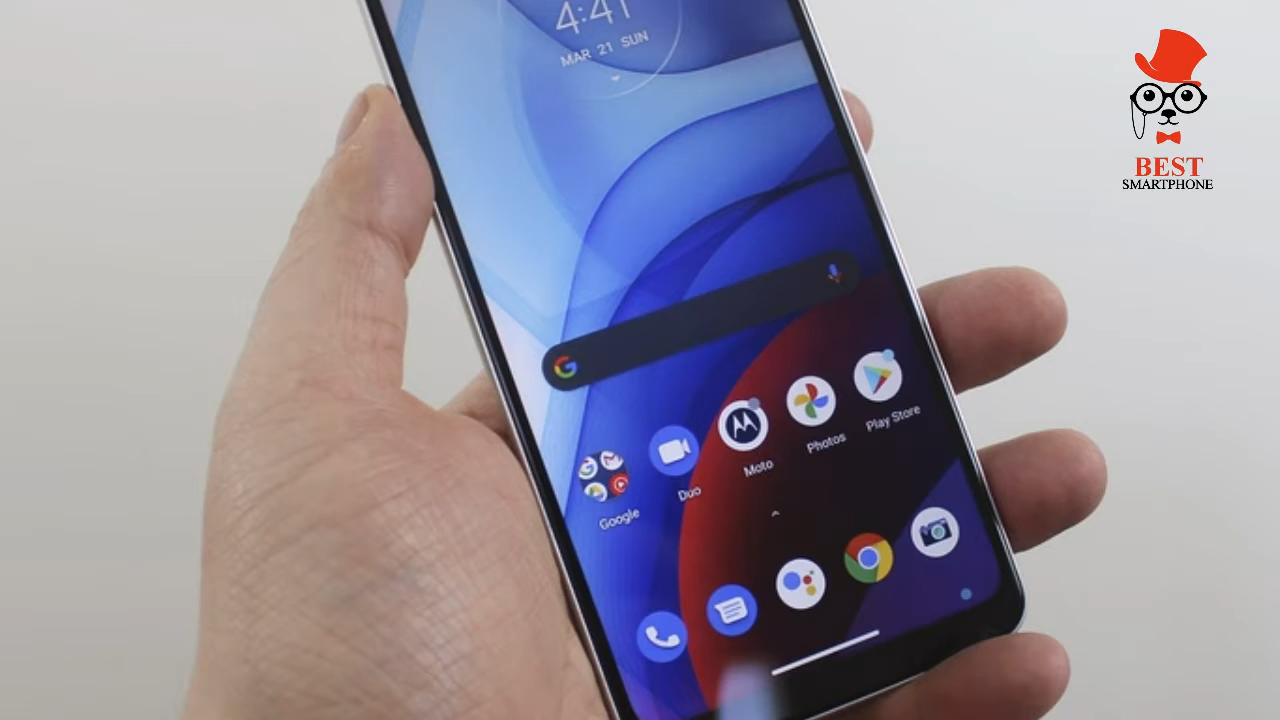 4:41
MAR 21 SUN
BEST
SMARTPHONE
Google
Duo
Moto
Photos
Play Store